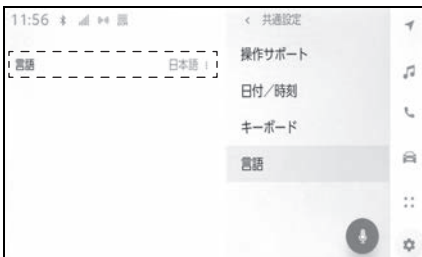 11:56
言語 日本語
共通設定
操作サポート
日付／時刻
キーボード
言語